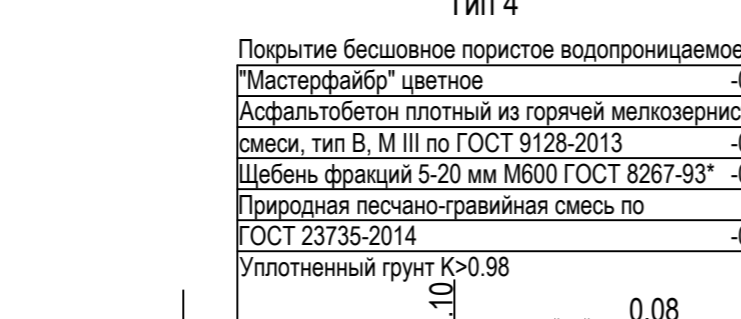 Тип 4
Покрытие бесшовное пористое водопроницаемое
"Мастерфайбр" цветное
Асфальтобетон плотный из горячей
смеси, тип В, М III по ГОСТ 9128-2013
Щебень фракций 5-20 мм М600 ГОСТ 8267-93*
Природная песчано-гравийная смесь по
ГОСТ 23735-2014
Уплотненный грунт К>0.98
.10
0.08